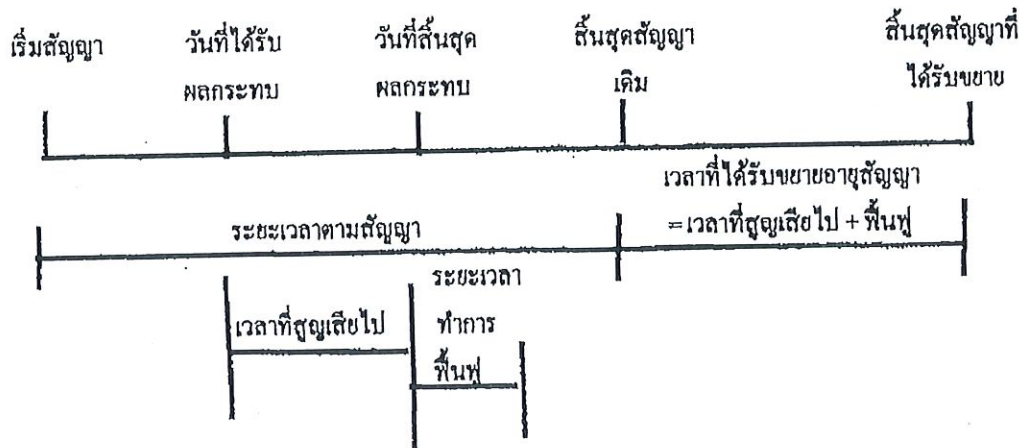 เริ่มสัญญา
วันที่ได้รับ
ผลกระทบ
วันที่สิ้นสุด
ผลกระทบ
สิ้นสุดสัญญา
เดิม
สิ้นสุดสัญญาที่
ได้รับขยาย
เวลาที่ได้รับขยายอายุสัญญา
=เวลาที่สูญเสียไป + ฟื้นฟู
ระยะเวลาตามสัญญา
เวลาที่สูญเสียไป
ระยะเวลา
ทำการ
ฟื้นฟู